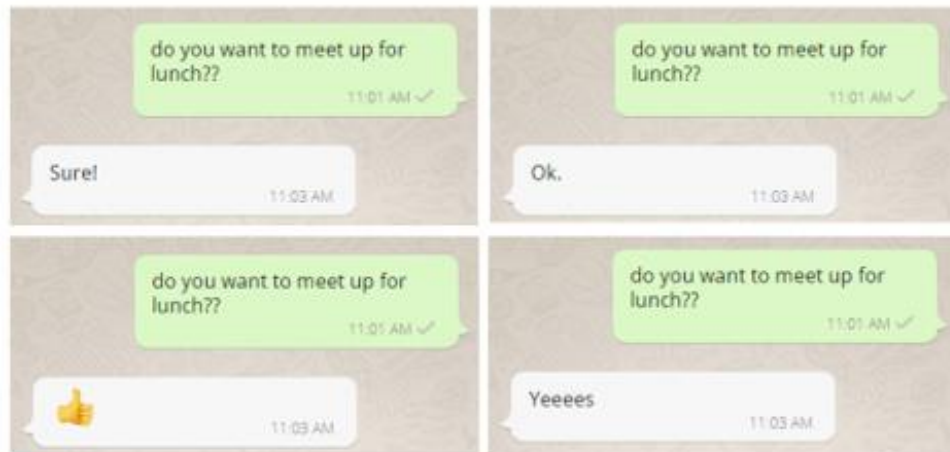 do you want to meet up for
lunch??
11:01 AM
Sure!
11:03 AM
do you want to meet up for
lunch??
11:01 AM
Ok.
11:03 AM
do you want to meet up for
lunch??
11:01 AM
👍
11:03 AM
do you want to meet up for
lunch??
11:01 AM
Yeeees
11:03 AM